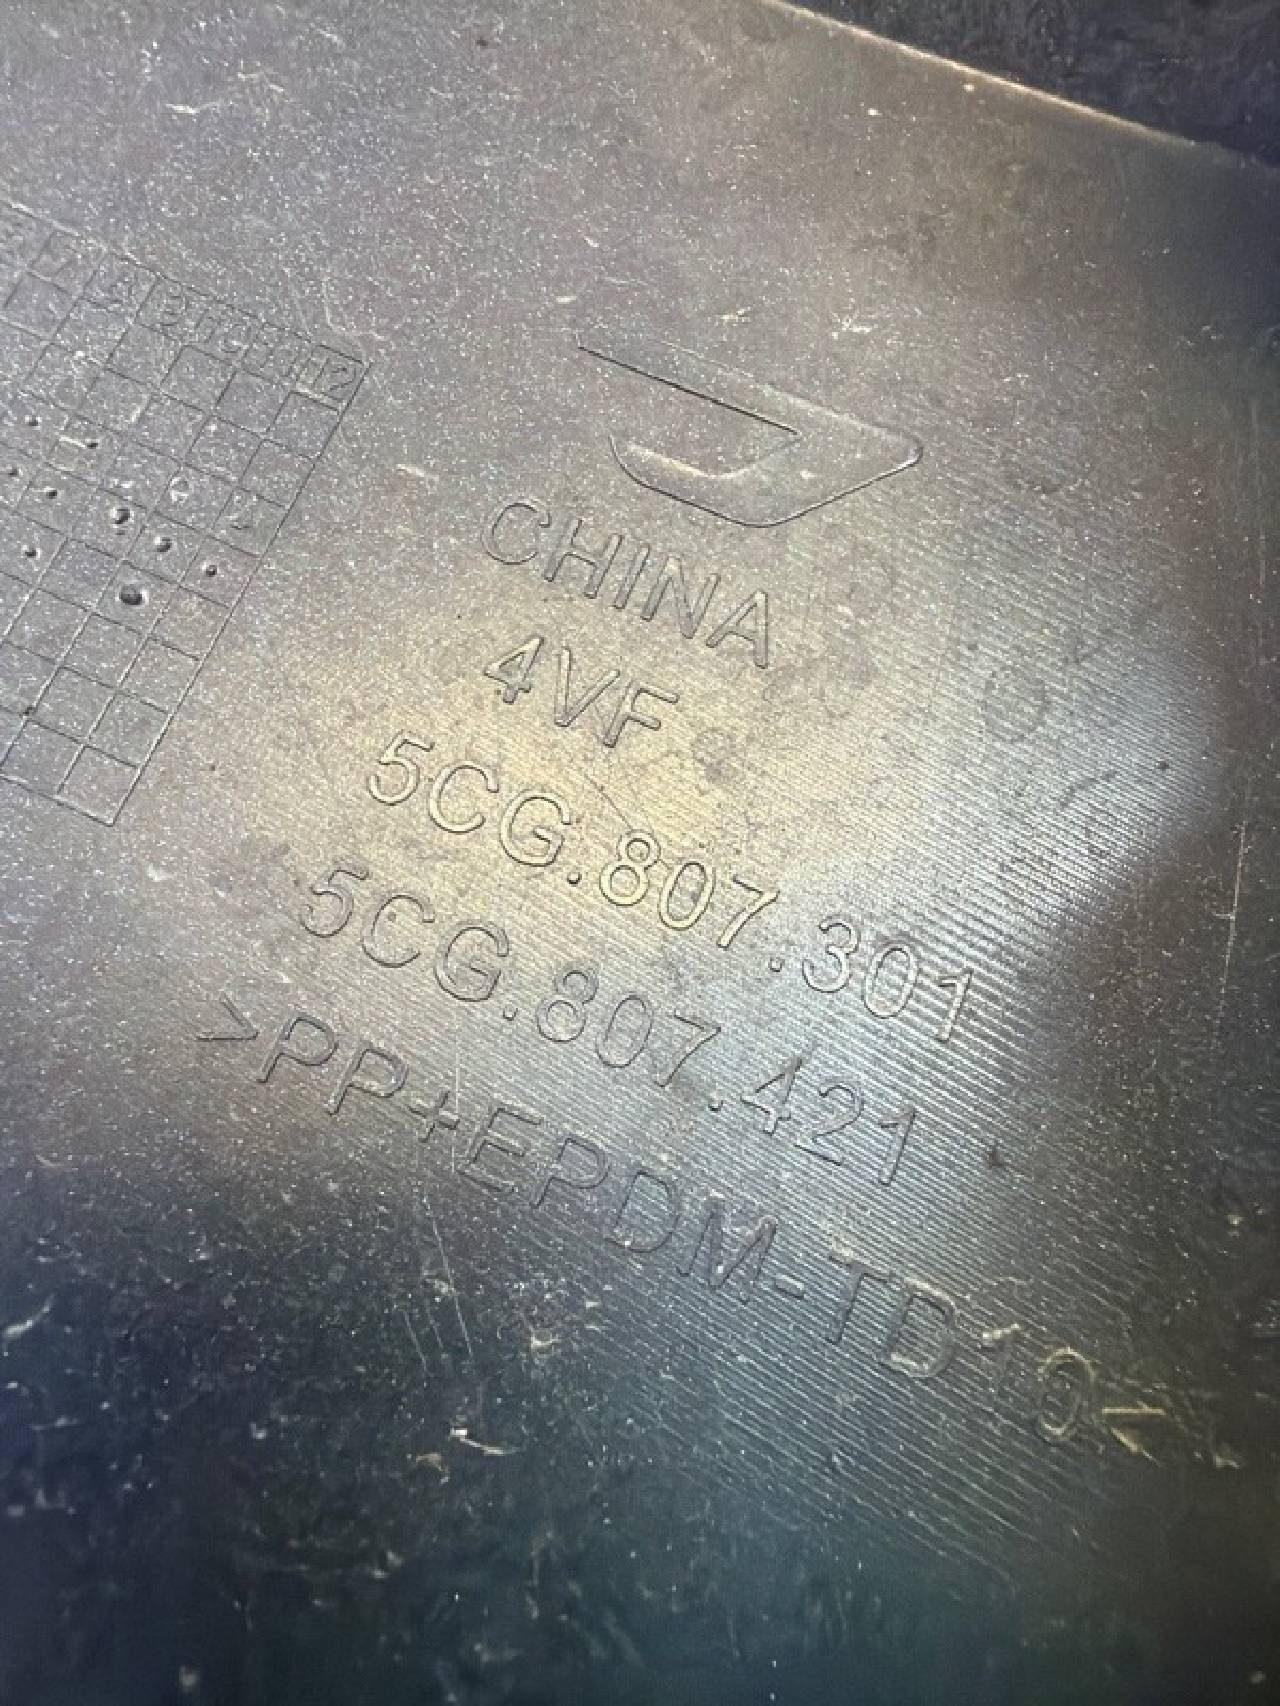 CHINA
4VF
5CG.807.301
5CG.807.421
>PP+EPDM-TD10<